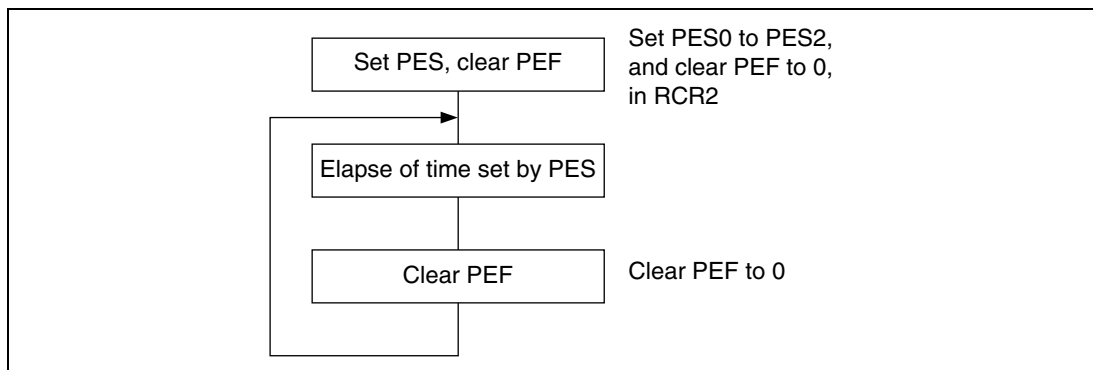 Set PES, clear PEF
Set PES0 to PES2,
and clear PEF to 0,
in RCR2
Elapse of time set by PES
Clear PEF
Clear PEF to 0